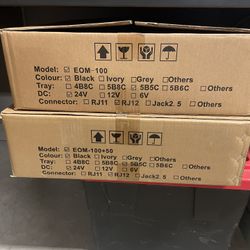 Model: ☑EOM-100
Colour: ☑Black ☐Ivory ☐Grey ☐Others
Tray: ☐4B8C ☐5B8C ☑5B5C ☐5B6C ☐Others
DC: ☑24V ☐12V ☐6V
Connector: ☐RJ11 ☑RJ12 ☐Jack2.5 ☐Others
Model: ☑EOM-100+50
Colour: ☑Black ☐Ivory ☐Grey ☐Others
Tray: ☐4B8C ☐5B8C ☑5B5C ☐5B6C ☐Others
DC: ☑24V ☐12V ☐6V
Connector: ☐RJ11 ☑RJ12 ☐Jack2.5 ☐Others